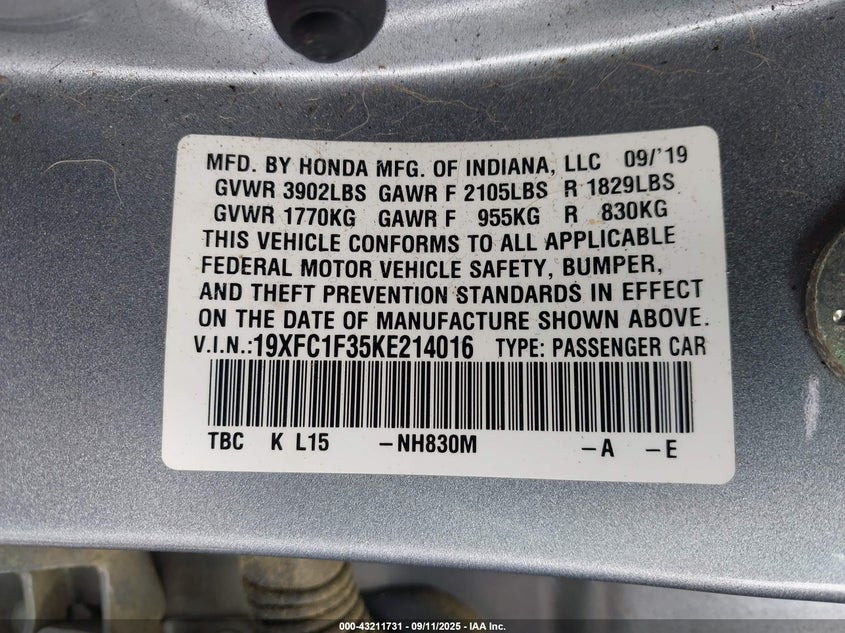 MFD. BY HONDA MFG. OF INDIANA, LLC 09/'19
GVWR 3902LBS GAWR F 2105LBS R 1829LBS
GVWR 1770KG GAWR F 955KG R 830KG
THIS VEHICLE CONFORMS TO ALL APPLICABLE
FEDERAL MOTOR VEHICLE SAFETY, BUMPER,
AND THEFT PREVENTION STANDARDS IN EFFECT
ON THE DATE OF MANUFACTURE SHOWN ABOVE.
V.I.N.:19XFC1F35KE214016 TYPE: PASSENGER CAR
TBC K L15 -NH830M -A -E
000-43211731 - 09/11/2025 - IAA Inc.